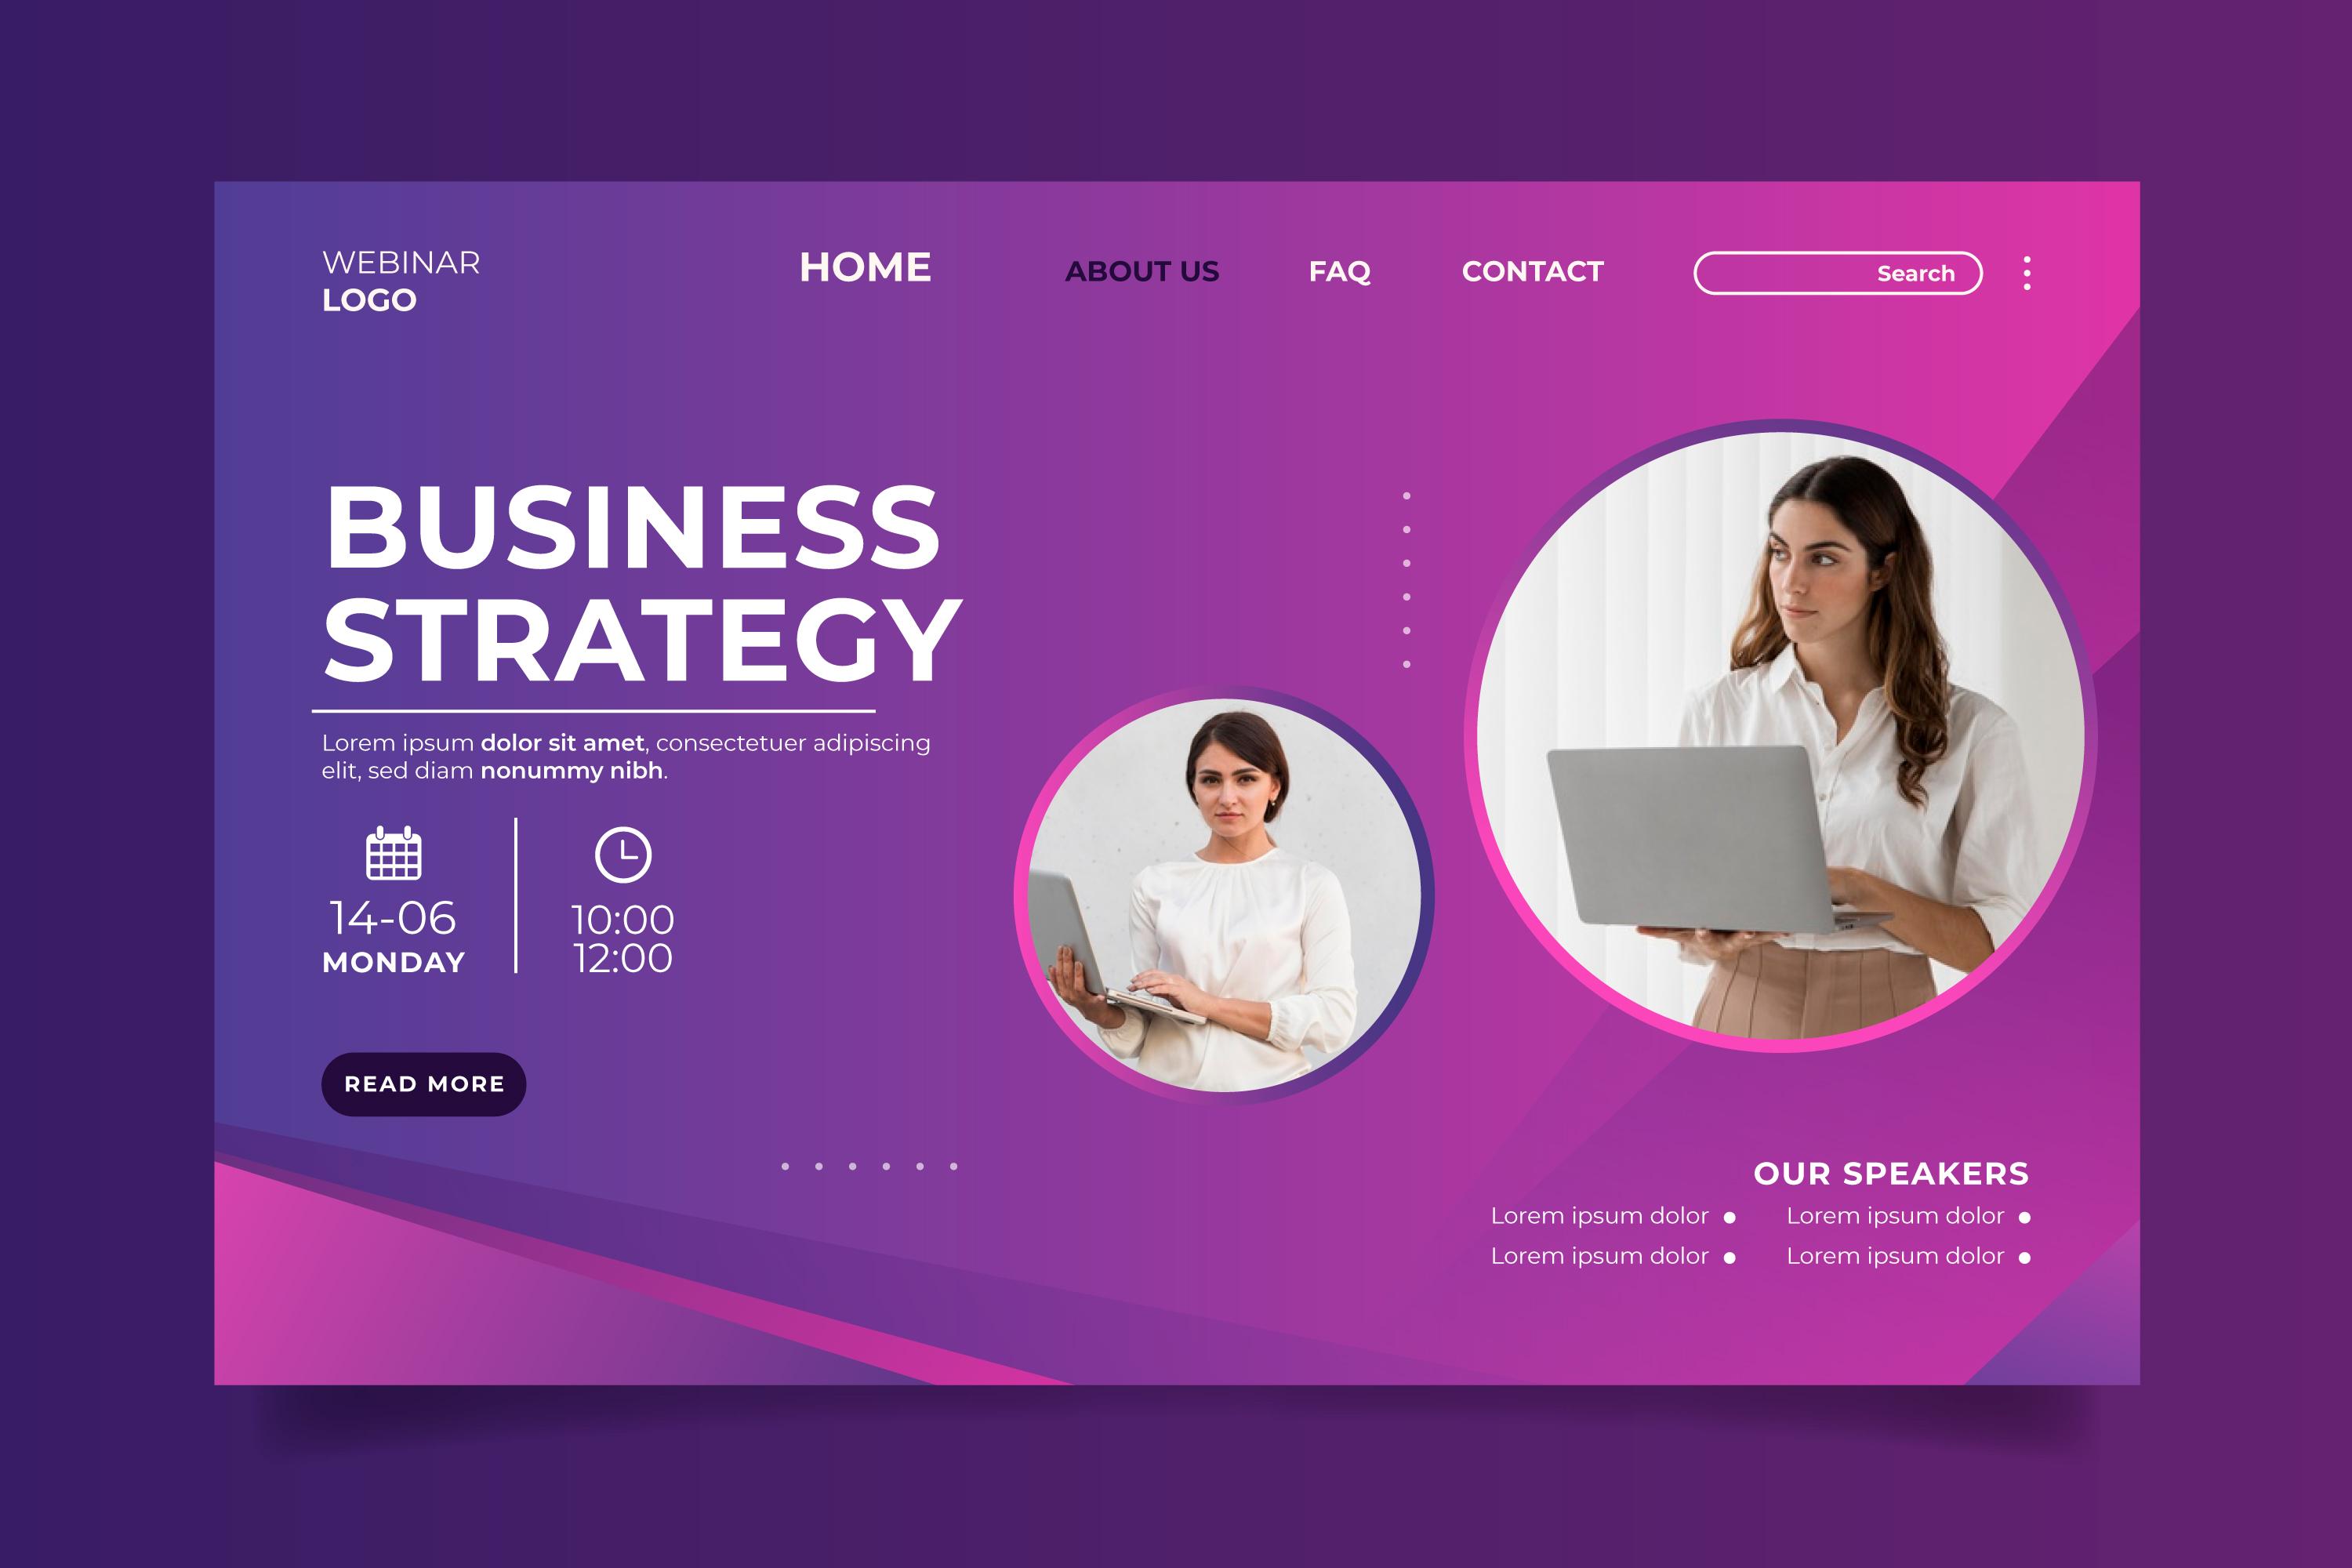 WEBINAR
LOGO
HOME
ABOUT US
FAQ
CONTACT
Search
BUSINESS
STRATEGY
Lorem ipsum dolor sit amet, consectetuer adipiscing
elit, sed diam nonummy nibh.
14-06
MONDAY
10:00
12:00
READ MORE
OUR SPEAKERS
Lorem ipsum dolor
Lorem ipsum dolor
Lorem ipsum dolor
Lorem ipsum dolor